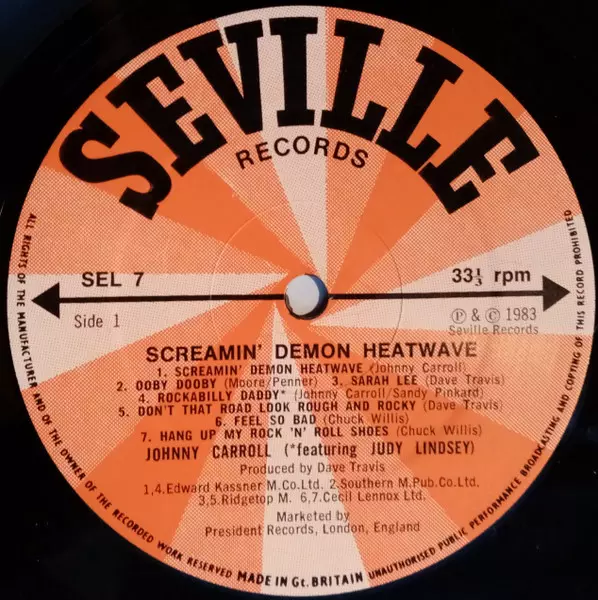 SEVILLE
RECORDS
SEL 7
33⅓ rpm
Side 1
Ⓟ & © 1983
Seville Records
SCREAMIN' DEMON HEATWAVE
1. SCREAMIN' DEMON HEATWAVE (Johnny Carroll)
2. OOBY DOOBY (Moore/Penner) 3. SARAH LEE (Dave Travis)
4. ROCKABILLY DADDY* (Johnny Carroll/Sandy Pinkard)
5. DON'T THAT ROAD LOOK ROUGH AND ROCKY (Dave Travis)
6. FEEL SO BAD (Chuck Willis)
7. HANG UP MY ROCK 'N' ROLL SHOES (Chuck Willis)
JOHNNY CARROLL (*featuring JUDY LINDSEY)
Produced by Dave Travis
1,4.Edward Kassner M.Co.Ltd. 2.Southern M.Pub.Co.Ltd.
3,5.Ridgetop M. 6,7.Cecil Lennox Ltd.
Marketed by
President Records, London, England
ALL RIGHTS OF THE MANUFACTURER AND OF THE OWNER OF THE RECORDED WORK RESERVED MADE IN Gt. BRITAIN UNAUTHORISED PUBLIC PERFORMANCE BROADCASTING AND COPYING OF THIS RECORD PROHIBITED